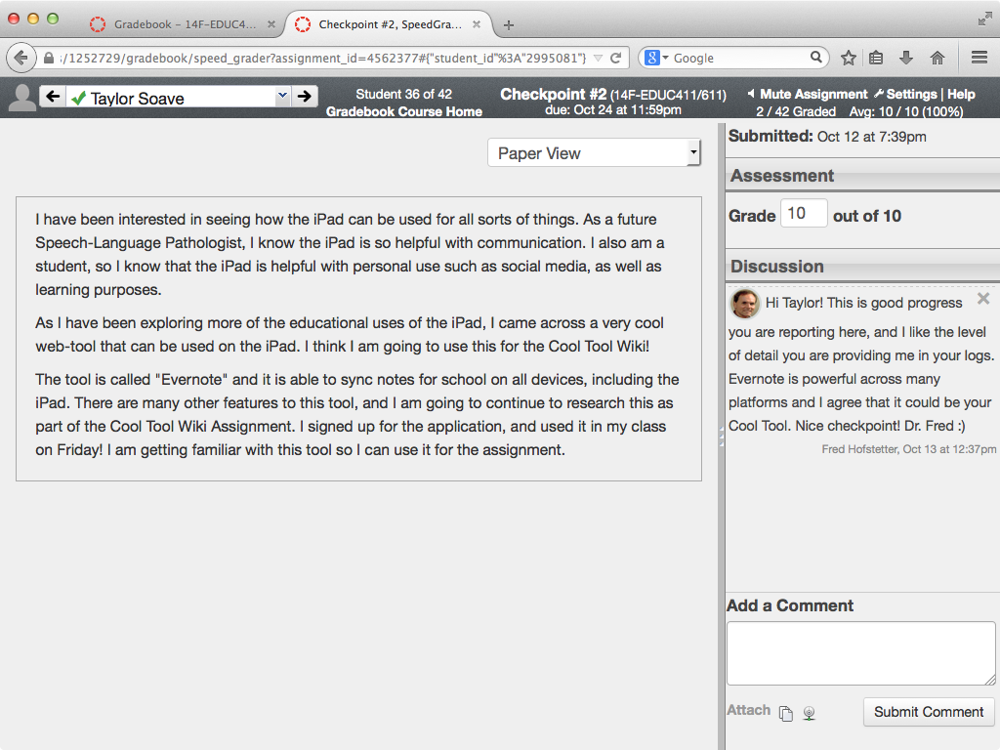 Gradebook – 14F-EDUC4...
Checkpoint #2, SpeedGra...
/1252729/gradebook/speed_grader?assignment_id=4562377#{"student_id"%3A"2995081"}
Google
Taylor Soave
Student 36 of 42
Gradebook Course Home
Checkpoint #2 (14F-EDUC411/611)
due: Oct 24 at 11:59pm
Mute Assignment Settings | Help
2 / 42 Graded Avg: 10 / 10 (100%)
Paper View
I have been interested in seeing how the iPad can be used for all sorts of things. As a future
Speech-Language Pathologist, I know the iPad is so helpful with communication. I also am a
student, so I know that the iPad is helpful with personal use such as social media, as well as
learning purposes.
As I have been exploring more of the educational uses of the iPad, I came across a very cool
web-tool that can be used on the iPad. I think I am going to use this for the Cool Tool Wiki!
The tool is called "Evernote" and it is able to sync notes for school on all devices, including the
iPad. There are many other features to this tool, and I am going to continue to research this as
part of the Cool Tool Wiki Assignment. I signed up for the application, and used it in my class
on Friday! I am getting familiar with this tool so I can use it for the assignment.
Submitted: Oct 12 at 7:39pm
Assessment
Grade 10 out of 10
Discussion
Hi Taylor! This is good progress
you are reporting here, and I like the level
of detail you are providing me in your logs.
Evernote is powerful across many
platforms and I agree that it could be your
Cool Tool. Nice checkpoint! Dr. Fred :)
Fred Hofstetter, Oct 13 at 12:37pm
Add a Comment
Attach
Submit Comment